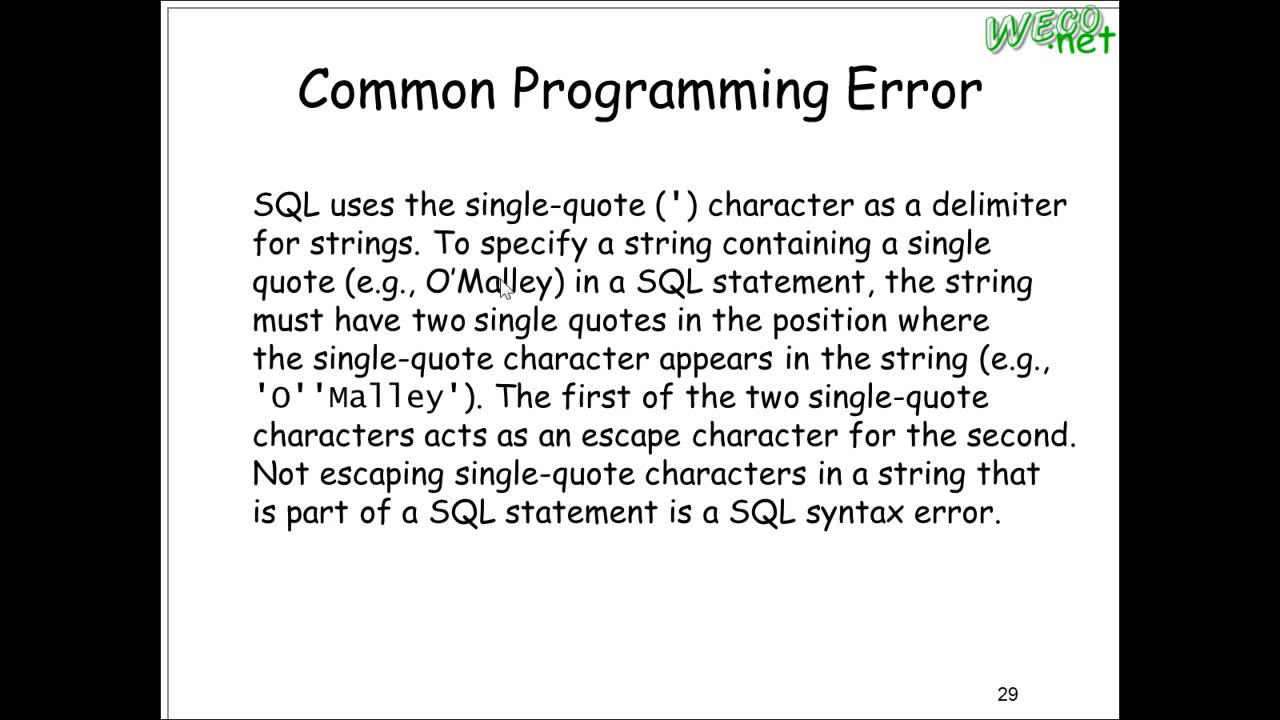 WECO
.net
Common Programming Error
SQL uses the single-quote (') character as a delimiter
for strings. To specify a string containing a single
quote (e.g., O’Malley) in a SQL statement, the string
must have two single quotes in the position where
the single-quote character appears in the string (e.g.,
'O''Malley'). The first of the two single-quote
characters acts as an escape character for the second.
Not escaping single-quote characters in a string that
is part of a SQL statement is a SQL syntax error.
29